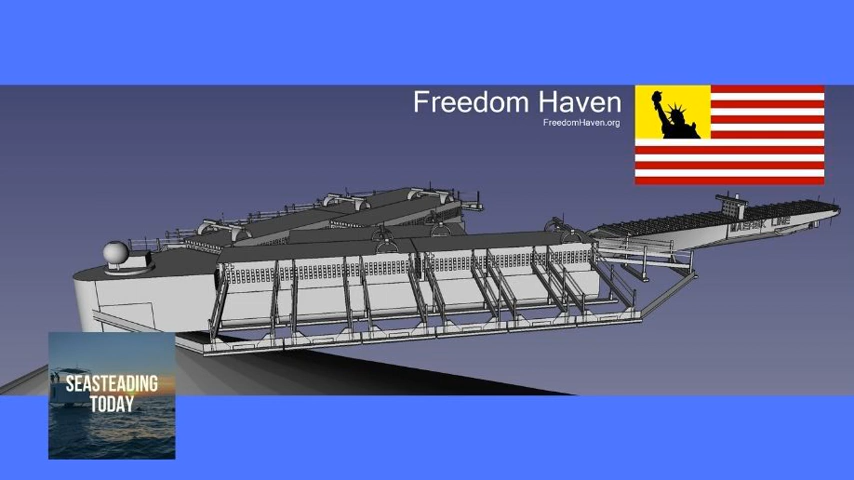 Freedom Haven
FreedomHaven.org
MAERSK LINE
SEASTEADING
TODAY